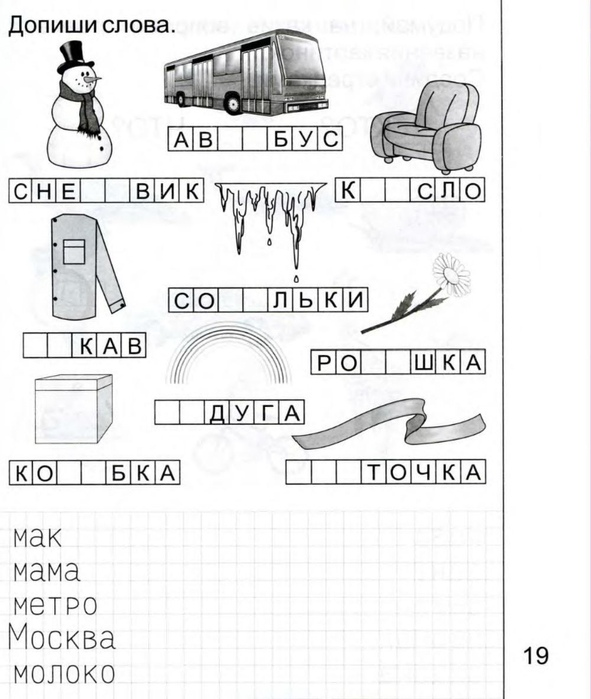 Допиши слова.
АВ БУС
СНЕ ВИК
К СЛО
СО ЛЬКИ
КАВ
РО ШКА
ДУГА
КО БКА
ТОЧКА
мак
мама
метро
Москва
молоко
19